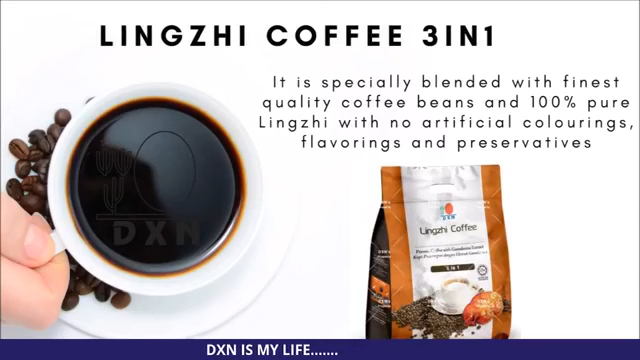 LINGZHI COFFEE 3IN1
It is specially blended with finest
quality coffee beans and 100% pure
Lingzhi with no artificial colourings,
flavorings and preservatives
DXN
DXN
Lingzhi Coffee
3 in 1
DXN IS MY LIFE.......